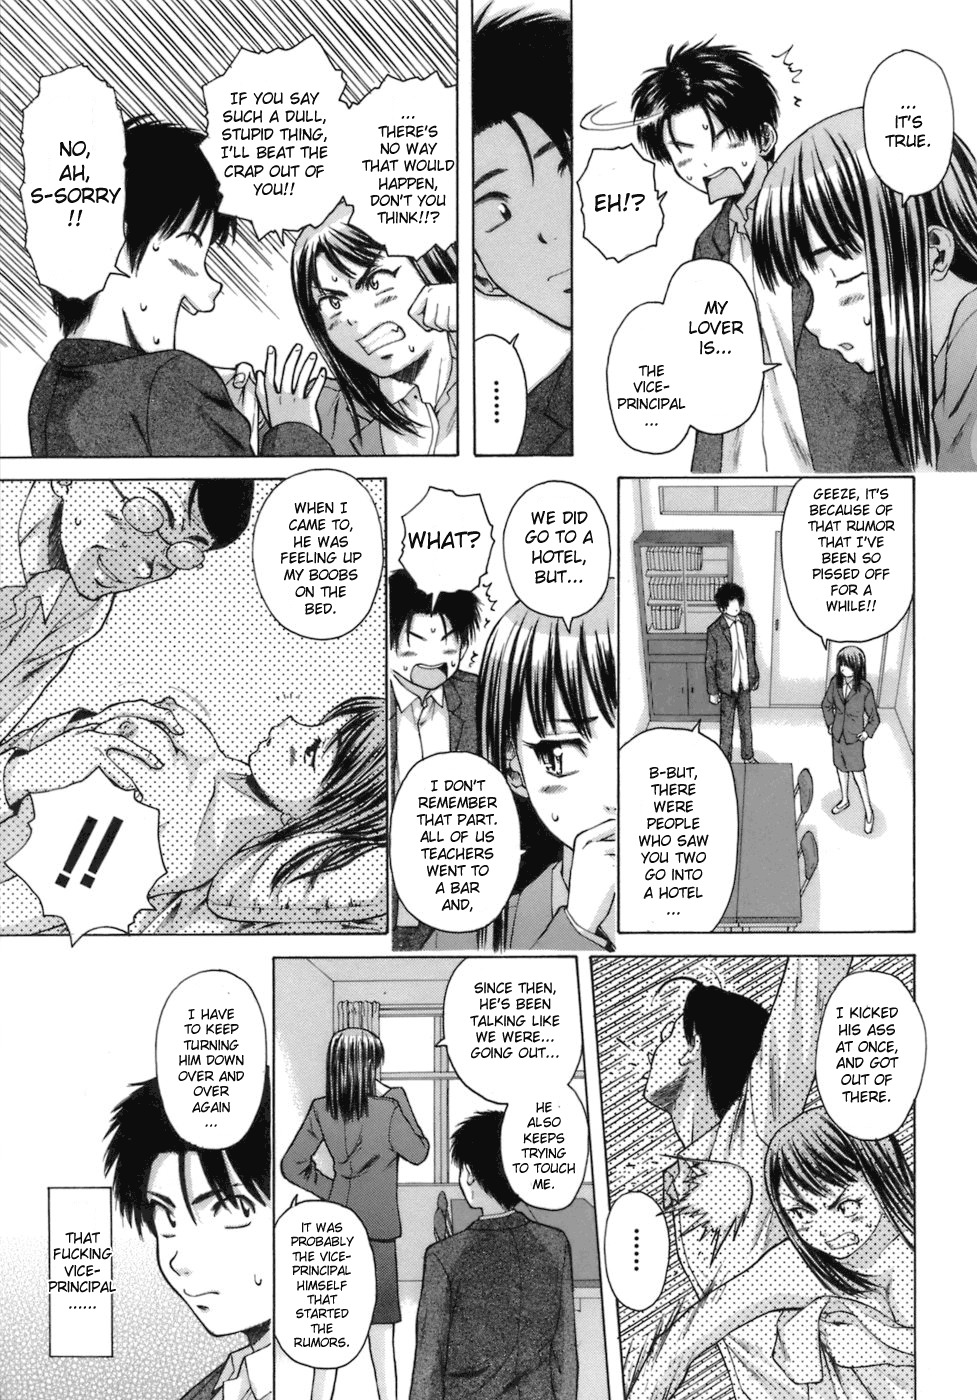 ...
IT'S
TRUE.
EH!?
MY
LOVER
IS...
THE
VICE-
PRINCIPAL
...
.......
...
THERE'S
NO WAY
THAT WOULD
HAPPEN,
DON'T YOU
THINK!!?
IF YOU SAY
SUCH A DULL,
STUPID THING,
I'LL BEAT THE
CRAP OUT OF
YOU!!
NO,
AH,
S-SORRY
!!
GEEZE, IT'S
BECAUSE OF
THAT RUMOR
THAT I'VE
BEEN SO
PISSED OFF
FOR A
WHILE!!
B-BUT,
THERE
WERE
PEOPLE
WHO SAW
YOU TWO
GO INTO
A HOTEL
...
WE DID
GO TO A
HOTEL,
BUT...
WHAT?
I DON'T
REMEMBER
THAT PART.
ALL OF US
TEACHERS
WENT TO
A BAR
AND,
WHEN I
CAME TO,
HE WAS
FEELING UP
MY BOOBS
ON THE
BED.
!!
I KICKED
HIS ASS
AT ONCE,
AND GOT
OUT OF
THERE.
.......
SINCE THEN,
HE'S BEEN
TALKING LIKE
WE WERE...
GOING OUT...
HE
ALSO
KEEPS
TRYING
TO TOUCH
ME.
IT WAS
PROBABLY
THE VICE-
PRINCIPAL
HIMSELF
THAT
STARTED
THE
RUMORS.
I HAVE
TO KEEP
TURNING
HIM DOWN
OVER AND
OVER
AGAIN
...
THAT
FUCKING
VICE-
PRINCIPAL
......